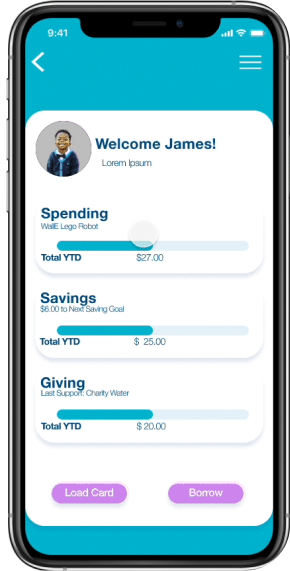 9:41
Welcome James!
Lorem Ipsum
Spending
WallE Lego Robot
Total YTD $27.00
Savings
$6.00 to Next Saving Goal
Total YTD $ 25.00
Giving
Last Support: Charity Water
Total YTD $ 20.00
Load Card Borrow